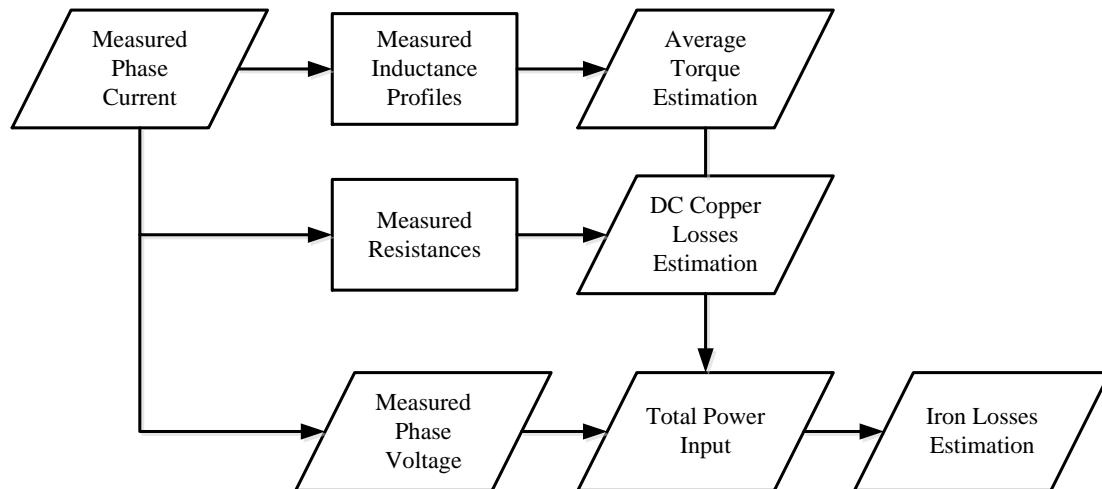 Measured
Phase
Current
Measured
Inductance
Profiles
Average
Torque
Estimation
Measured
Resistances
DC Copper
Losses
Estimation
Measured
Phase
Voltage
Total Power
Input
Iron Losses
Estimation